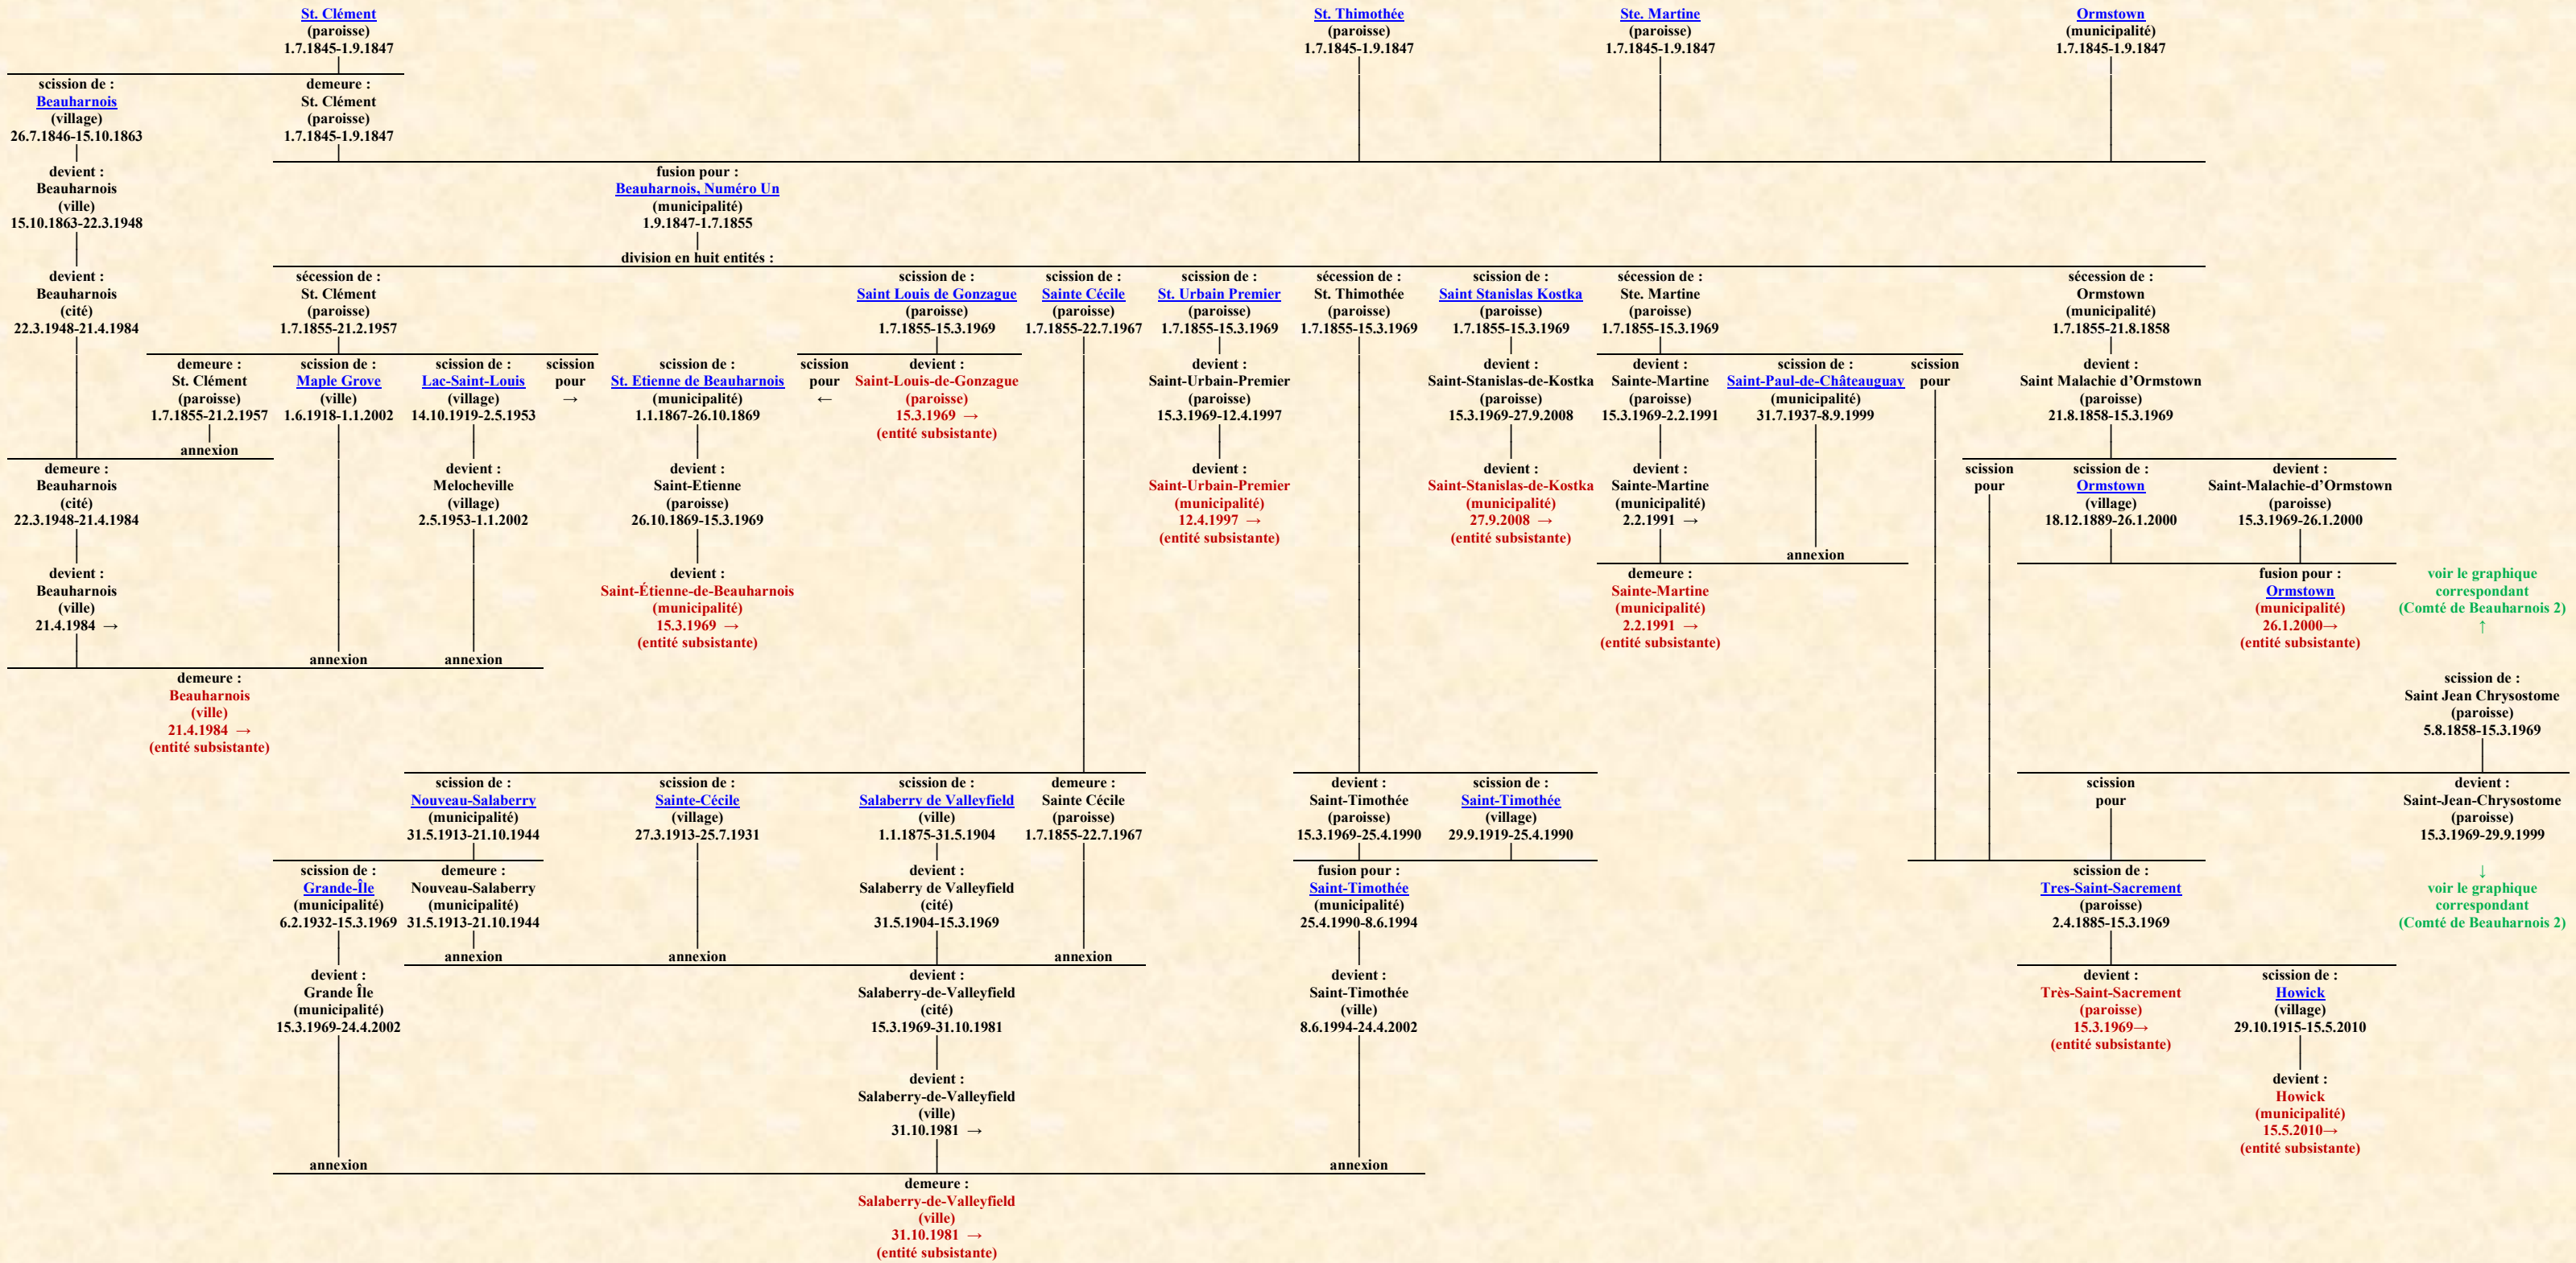 St. Clément
(paroisse)
1.7.1845-1.9.1847
St. Thimothée
(paroisse)
1.7.1845-1.9.1847
Ste. Martine
(paroisse)
1.7.1845-1.9.1847
Ormstown
(municipalité)
1.7.1845-1.9.1847
scission de :
Beauharnois
(village)
26.7.1846-15.10.1863
demeure :
St. Clément
(paroisse)
1.7.1845-1.9.1847
devient :
Beauharnois
(ville)
15.10.1863-22.3.1948
fusion pour :
Beauharnois, Numéro Un
(municipalité)
1.9.1847-1.7.1855
division en huit entités :
devient :
Beauharnois
(cité)
22.3.1948-21.4.1984
sécession de :
St. Clément
(paroisse)
1.7.1855-21.2.1957
scission de :
Saint Louis de Gonzague
(paroisse)
1.7.1855-15.3.1969
scission de :
Sainte Cécile
(paroisse)
1.7.1855-22.7.1967
scission de :
St. Urbain Premier
(paroisse)
1.7.1855-15.3.1969
sécession de :
St. Thimothée
(paroisse)
1.7.1855-15.3.1969
scission de :
Saint Stanislas Kostka
(paroisse)
1.7.1855-15.3.1969
sécession de :
Ste. Martine
(paroisse)
1.7.1855-15.3.1969
sécession de :
Ormstown
(municipalité)
1.7.1855-21.8.1858
demeure :
St. Clément
(paroisse)
1.7.1855-21.2.1957
annexion
scission de :
Maple Grove
(ville)
1.6.1918-1.1.2002
scission de :
Lac-Saint-Louis
(village)
14.10.1919-2.5.1953
scission
pour
→
scission de :
St. Etienne de Beauharnois
(municipalité)
1.1.1867-26.10.1869
scission
pour
←
devient :
Saint-Louis-de-Gonzague
(paroisse)
15.3.1969 →
(entité subsistante)
devient :
Saint-Urbain-Premier
(paroisse)
15.3.1969-12.4.1997
devient :
Saint-Stanislas-de-Kostka
(paroisse)
15.3.1969-27.9.2008
devient :
Sainte-Martine
(paroisse)
15.3.1969-2.2.1991
scission de :
Saint-Paul-de-Châteauguay
(municipalité)
31.7.1937-8.9.1999
scission
pour
devient :
Saint Malachie d’Ormstown
(paroisse)
21.8.1858-15.3.1969
demeure :
Beauharnois
(cité)
22.3.1948-21.4.1984
devient :
Melocheville
(village)
2.5.1953-1.1.2002
devient :
Saint-Etienne
(paroisse)
26.10.1869-15.3.1969
devient :
Saint-Urbain-Premier
(municipalité)
12.4.1997 →
(entité subsistante)
devient :
Saint-Stanislas-de-Kostka
(municipalité)
27.9.2008 →
(entité subsistante)
devient :
Sainte-Martine
(municipalité)
2.2.1991 →
annexion
scission
pour
scission de :
Ormstown
(village)
18.12.1889-26.1.2000
devient :
Saint-Malachie-d’Ormstown
(paroisse)
15.3.1969-26.1.2000
devient :
Beauharnois
(ville)
21.4.1984 →
annexion
annexion
devient :
Saint-Étienne-de-Beauharnois
(municipalité)
15.3.1969 →
(entité subsistante)
demeure :
Sainte-Martine
(municipalité)
2.2.1991 →
(entité subsistante)
fusion pour :
Ormstown
(municipalité)
26.1.2000→
(entité subsistante)
voir le graphique
correspondant
(Comté de Beauharnois 2)
↑
demeure :
Beauharnois
(ville)
21.4.1984 →
(entité subsistante)
scission de :
Saint Jean Chrysostome
(paroisse)
5.8.1858-15.3.1969
scission de :
Nouveau-Salaberry
(municipalité)
31.5.1913-21.10.1944
scission de :
Sainte-Cécile
(village)
27.3.1913-25.7.1931
scission de :
Salaberry de Valleyfield
(ville)
1.1.1875-31.5.1904
demeure :
Sainte Cécile
(paroisse)
1.7.1855-22.7.1967
devient :
Saint-Timothée
(paroisse)
15.3.1969-25.4.1990
scission de :
Saint-Timothée
(village)
29.9.1919-25.4.1990
scission
pour
devient :
Saint-Jean-Chrysostome
(paroisse)
15.3.1969-29.9.1999
scission de :
Grande-Île
(municipalité)
6.2.1932-15.3.1969
demeure :
Nouveau-Salaberry
(municipalité)
31.5.1913-21.10.1944
annexion
annexion
devient :
Salaberry de Valleyfield
(cité)
31.5.1904-15.3.1969
annexion
fusion pour :
Saint-Timothée
(municipalité)
25.4.1990-8.6.1994
scission de :
Tres-Saint-Sacrement
(paroisse)
2.4.1885-15.3.1969
↓
voir le graphique
correspondant
(Comté de Beauharnois 2)
devient :
Grande Île
(municipalité)
15.3.1969-24.4.2002
devient :
Salaberry-de-Valleyfield
(cité)
15.3.1969-31.10.1981
devient :
Saint-Timothée
(ville)
8.6.1994-24.4.2002
devient :
Très-Saint-Sacrement
(paroisse)
15.3.1969→
(entité subsistante)
scission de :
Howick
(village)
29.10.1915-15.5.2010
devient :
Salaberry-de-Valleyfield
(ville)
31.10.1981 →
devient :
Howick
(municipalité)
15.5.2010→
(entité subsistante)
annexion
annexion
demeure :
Salaberry-de-Valleyfield
(ville)
31.10.1981 →
(entité subsistante)